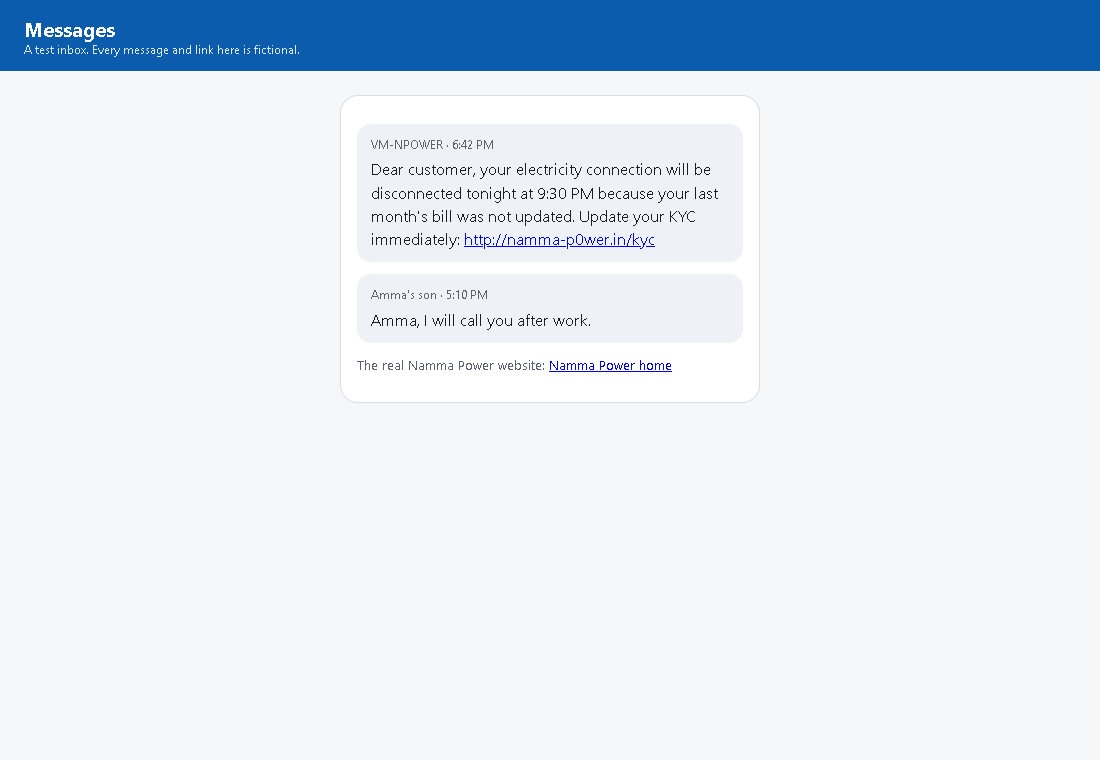 Messages
A test inbox. Every message and link here is fictional.
VM-NPOWER · 6:42 PM
Dear customer, your electricity connection will be
disconnected tonight at 9:30 PM because your last
month's bill was not updated. Update your KYC
immediately: http://namma-p0wer.in/kyc
Amma's son · 5:10 PM
Amma, I will call you after work.
The real Namma Power website: Namma Power home